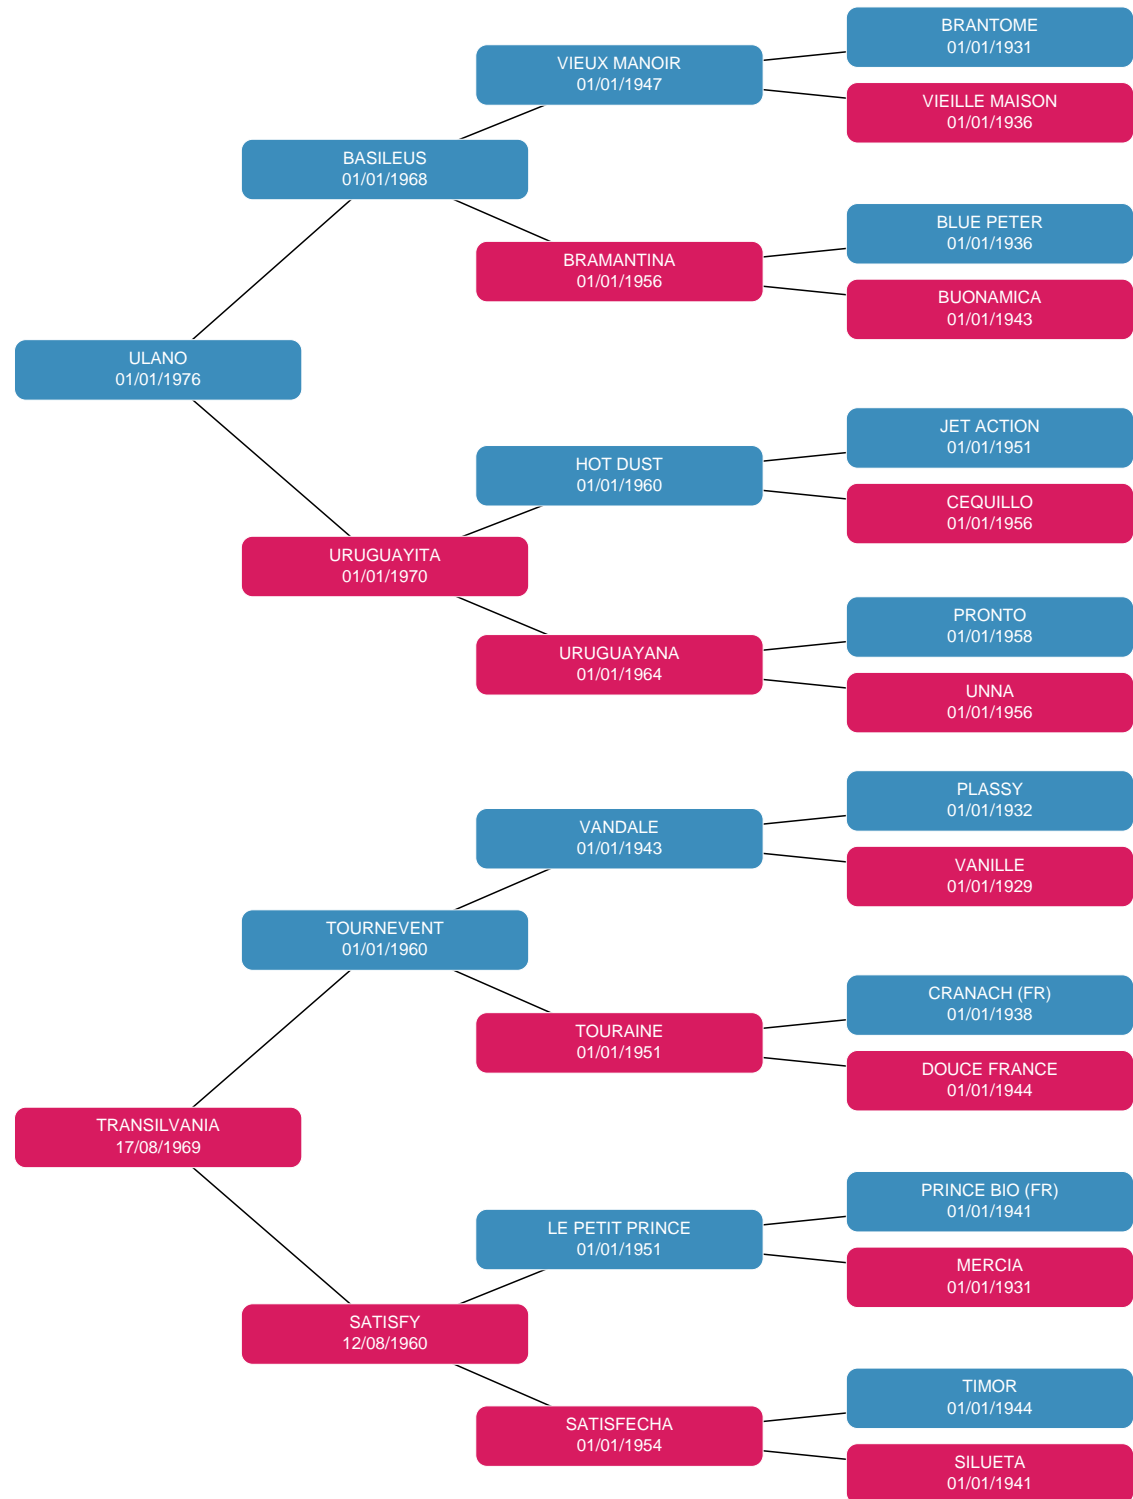 BRANTOME
01/01/1931
VIEUX MANOIR
01/01/1947
VIEILLE MAISON
01/01/1936
BASILEUS
01/01/1968
BLUE PETER
01/01/1936
BRAMANTINA
01/01/1956
BUONAMICA
01/01/1943
ULANO
01/01/1976
JET ACTION
01/01/1951
HOT DUST
01/01/1960
CEQUILLO
01/01/1956
URUGUAYITA
01/01/1970
PRONTO
01/01/1958
URUGUAYANA
01/01/1964
UNNA
01/01/1956
PLASSY
01/01/1932
VANDALE
01/01/1943
VANILLE
01/01/1929
TOURNEVENT
01/01/1960
CRANACH (FR)
01/01/1938
TOURAINE
01/01/1951
DOUCE FRANCE
01/01/1944
TRANSILVANIA
17/08/1969
PRINCE BIO (FR)
01/01/1941
LE PETIT PRINCE
01/01/1951
MERCIA
01/01/1931
SATISFY
12/08/1960
TIMOR
01/01/1944
SATISFECHA
01/01/1954
SILUETA
01/01/1941